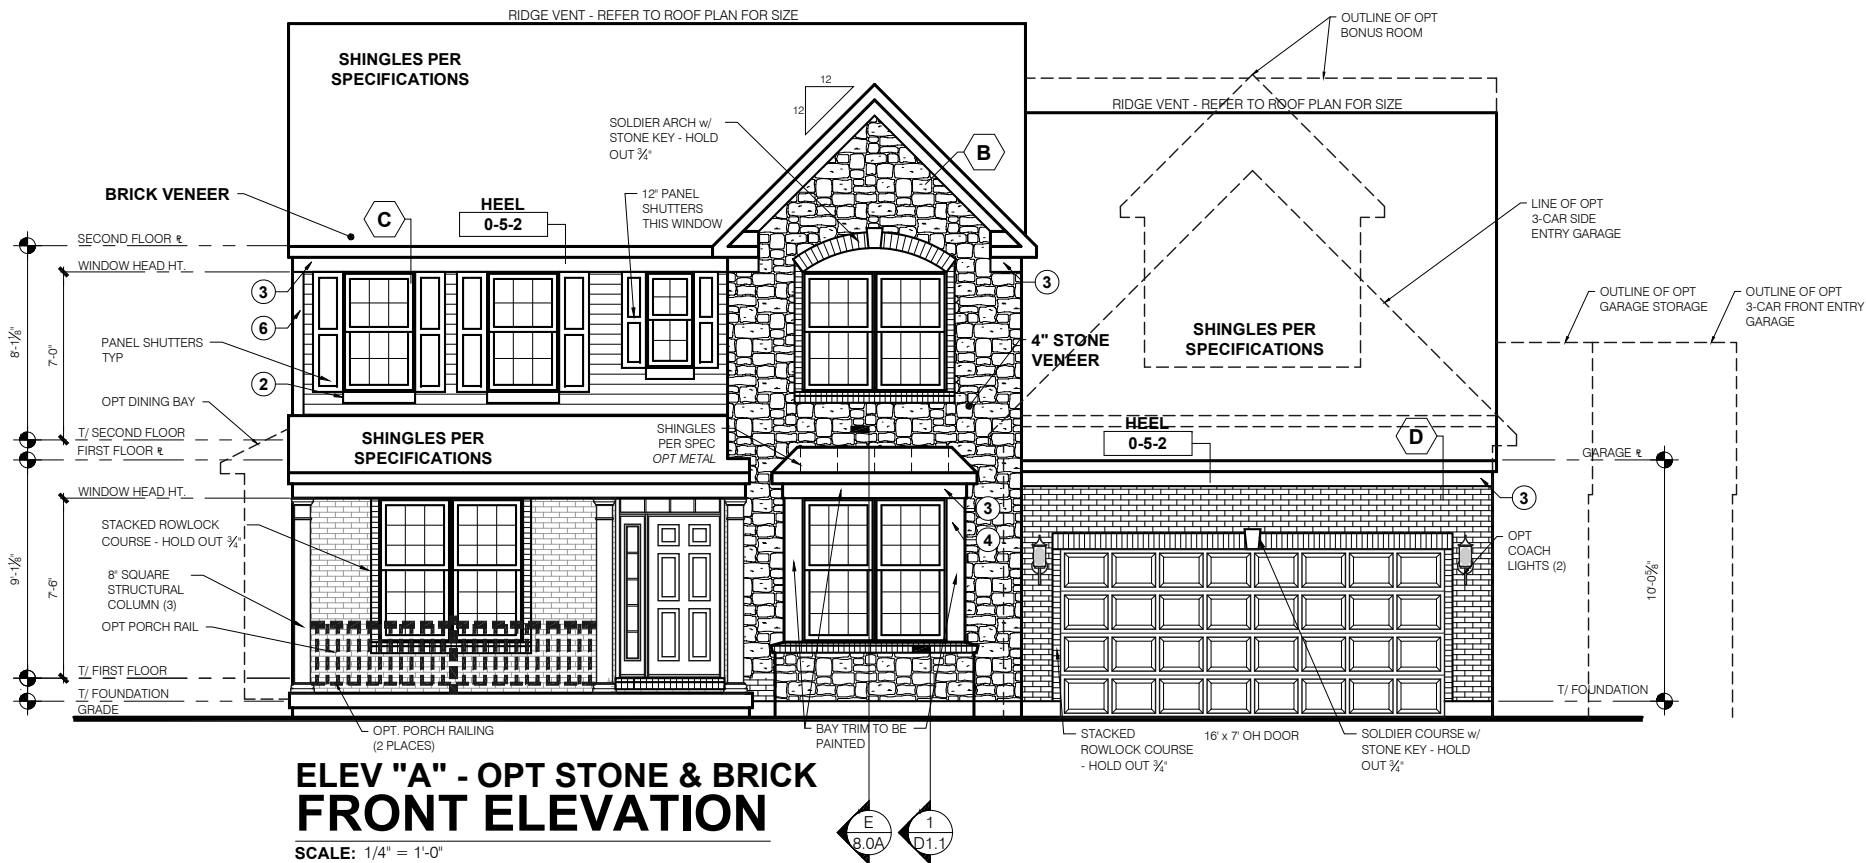 RIDGE VENT - REFER TO ROOF PLAN FOR SIZE
OUTLINE OF OPT
BONUS ROOM
SHINGLES PER
SPECIFICATIONS
12
12
RIDGE VENT - REFER TO ROOF PLAN FOR SIZE
SOLDIER ARCH w/
STONE KEY - HOLD
OUT ¾"
B
BRICK VENEER
C
HEEL
0-5-2
12" PANEL
SHUTTERS
THIS WINDOW
LINE OF OPT
3-CAR SIDE
ENTRY GARAGE
SECOND FLOOR ℄
WINDOW HEAD HT.
3
3
6
OUTLINE OF OPT
GARAGE STORAGE
OUTLINE OF OPT
3-CAR FRONT ENTRY
GARAGE
8'-1⅛"
7'-0"
PANEL SHUTTERS
TYP
SHINGLES PER
SPECIFICATIONS
4" STONE
VENEER
2
OPT DINING BAY
T/ SECOND FLOOR
FIRST FLOOR ℄
SHINGLES PER
SPECIFICATIONS
SHINGLES
PER SPEC
OPT METAL
HEEL
0-5-2
D
GARAGE ℄
WINDOW HEAD HT.
3
3
4
STACKED ROWLOCK
COURSE - HOLD OUT ¾"
OPT
COACH
LIGHTS (2)
9'-1⅛"
7'-6"
10'-0⅝"
8" SQUARE
STRUCTURAL
COLUMN (3)
OPT PORCH RAIL
T/ FIRST FLOOR
T/ FOUNDATION
GRADE
T/ FOUNDATION
OPT. PORCH RAILING
(2 PLACES)
BAY TRIM TO BE
PAINTED
STACKED
ROWLOCK COURSE
- HOLD OUT ¾"
16' x 7' OH DOOR
SOLDIER COURSE w/
STONE KEY - HOLD
OUT ¾"
ELEV "A" - OPT STONE & BRICK
FRONT ELEVATION
SCALE: 1/4" = 1'-0"
E
8.0A
1
D1.1